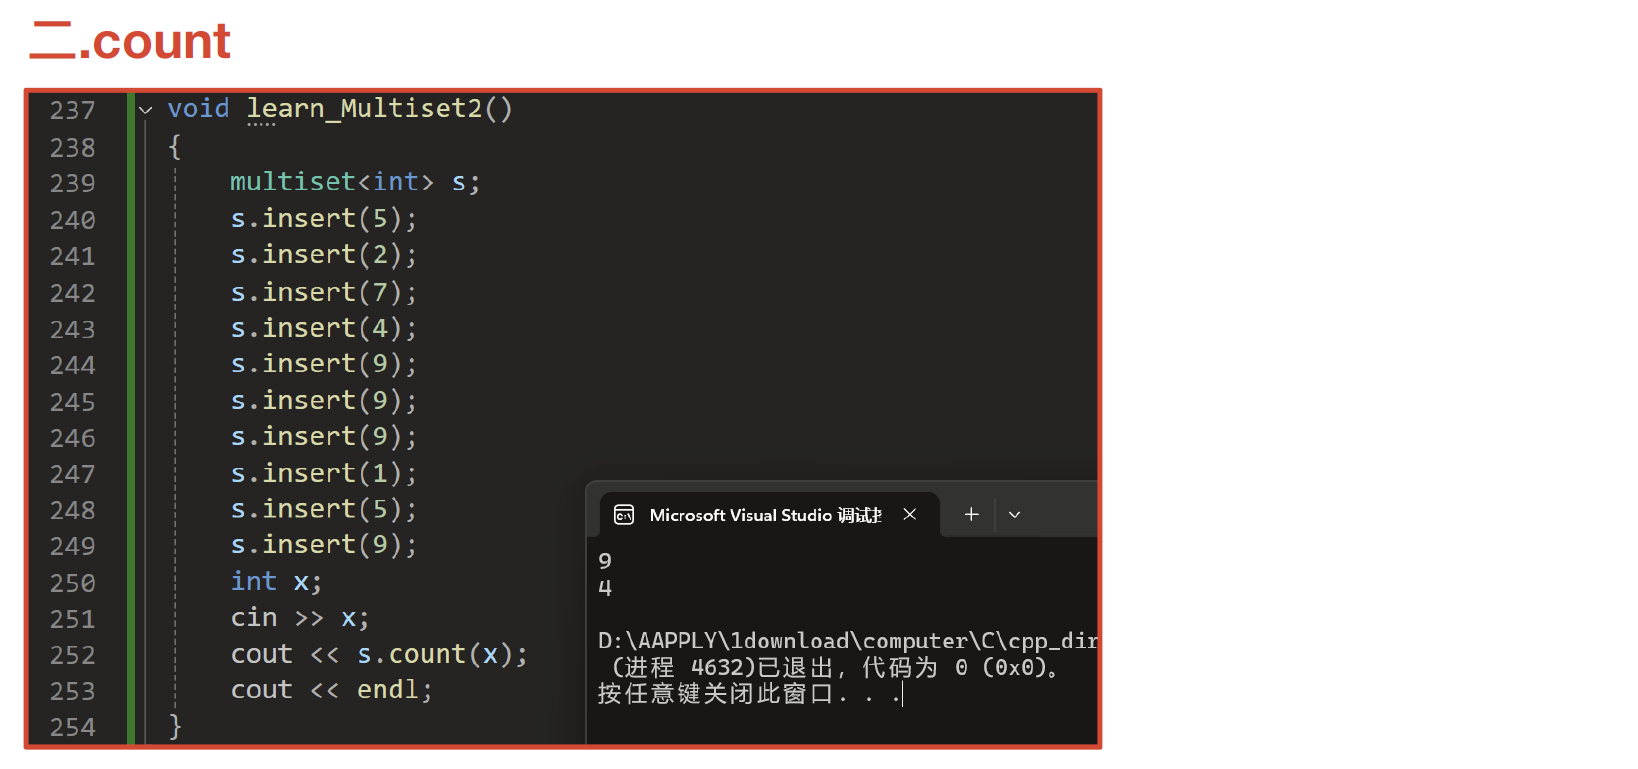 二.count
237 void learn_Multiset2()
238 {
239 multiset<int> s;
240 s.insert(5);
241 s.insert(2);
242 s.insert(7);
243 s.insert(4);
244 s.insert(9);
245 s.insert(9);
246 s.insert(9);
247 s.insert(1);
248 s.insert(5);
249 s.insert(9);
250 int x;
251 cin >> x;
252 cout << s.count(x);
253 cout << endl;
254 }
Microsoft Visual Studio 调试
9
4
D:\AAPPLY\1download\computer\C\cpp_dir
(进程 4632)已退出，代码为 0 (0x0)。
按任意键关闭此窗口. . .